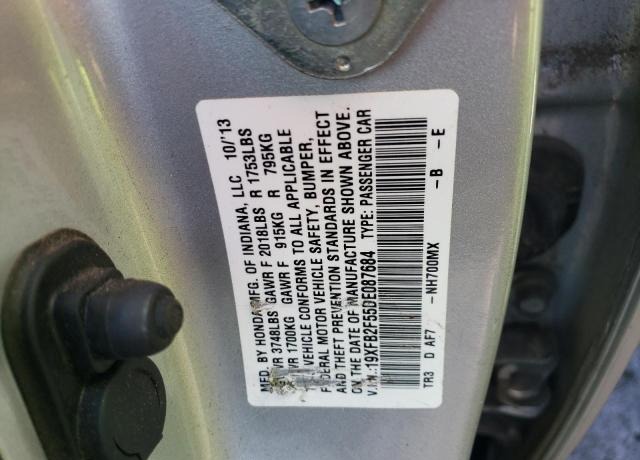 MFD. BY HONDA MFG. OF INDIANA, LLC 10/'13
VR 3748LBS GAWR F 2018LBS R 1753LBS
VR 1700KG GAWR F 915KG R 795KG
VEHICLE CONFORMS TO ALL APPLICABLE
FEDERAL MOTOR VEHICLE SAFETY, BUMPER,
AND THEFT PREVENTION STANDARDS IN EFFECT
ON THE DATE OF MANUFACTURE SHOWN ABOVE.
V.I.N.:19XFB2F55DE087684 TYPE: PASSENGER CAR
TR3 D AF7 -NH700MX -B -E